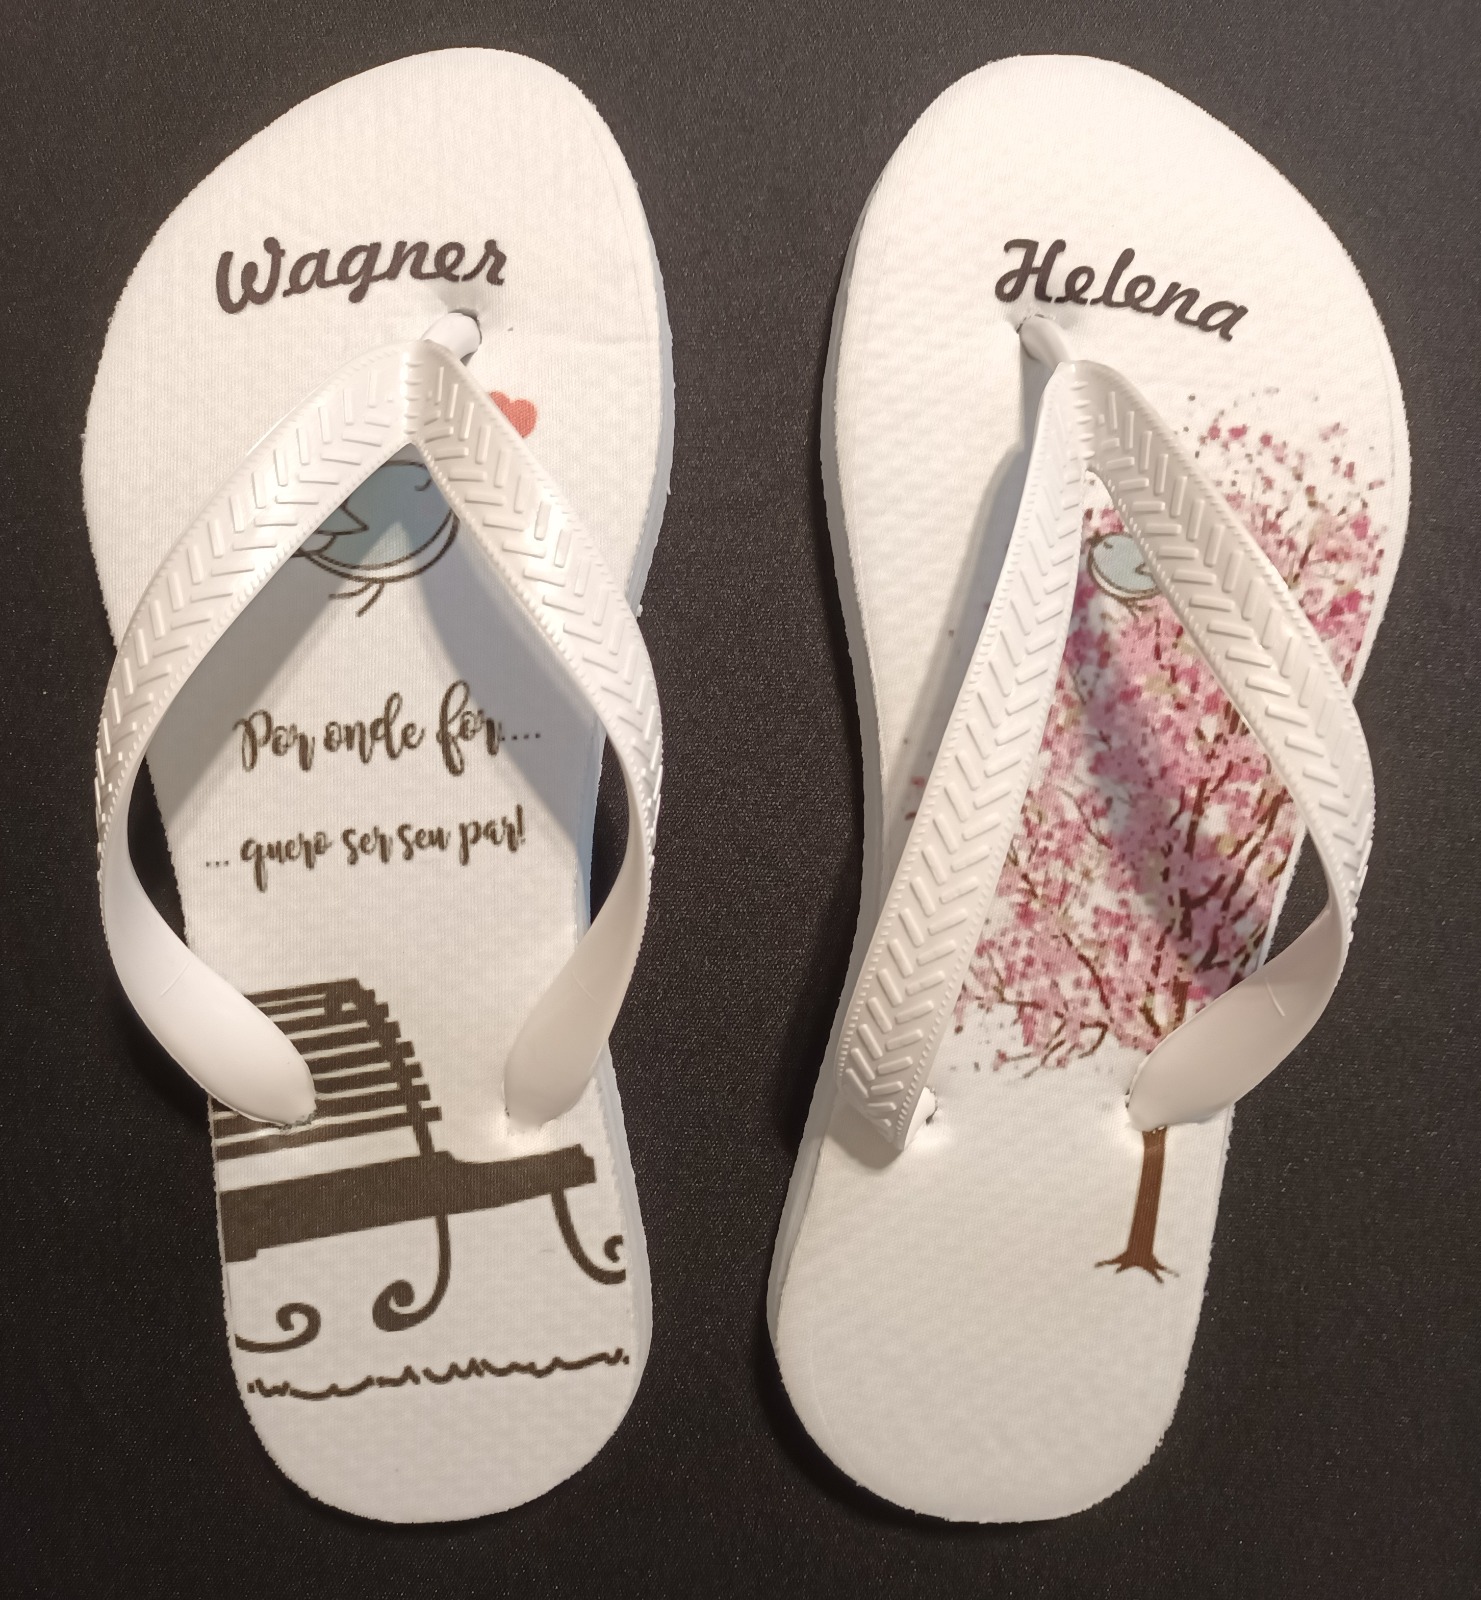 Wagner
Por onde for....
... quero ser seu par!
Helena